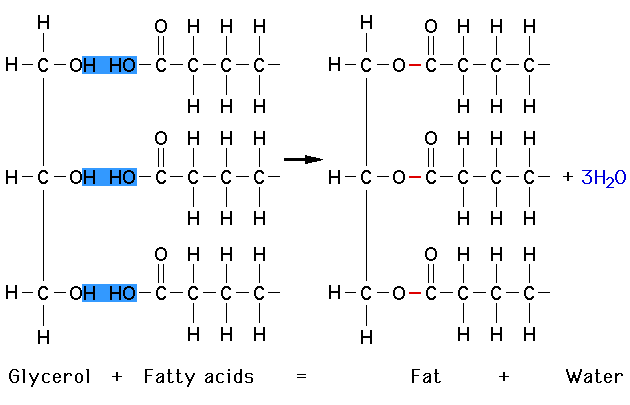 H O H H H H O H H H
H–C–OH HO–C–C–C–C– H–C–O–C–C–C–C–
H H H H H H
O H H H O H H H
H–C–OH HO–C–C–C–C– → H–C–O–C–C–C–C– + 3H₂O
H H H H H H
O H H H O H H H
H–C–OH HO–C–C–C–C– H–C–O–C–C–C–C–
H H H H H H H H
Glycerol + Fatty acids = Fat + Water